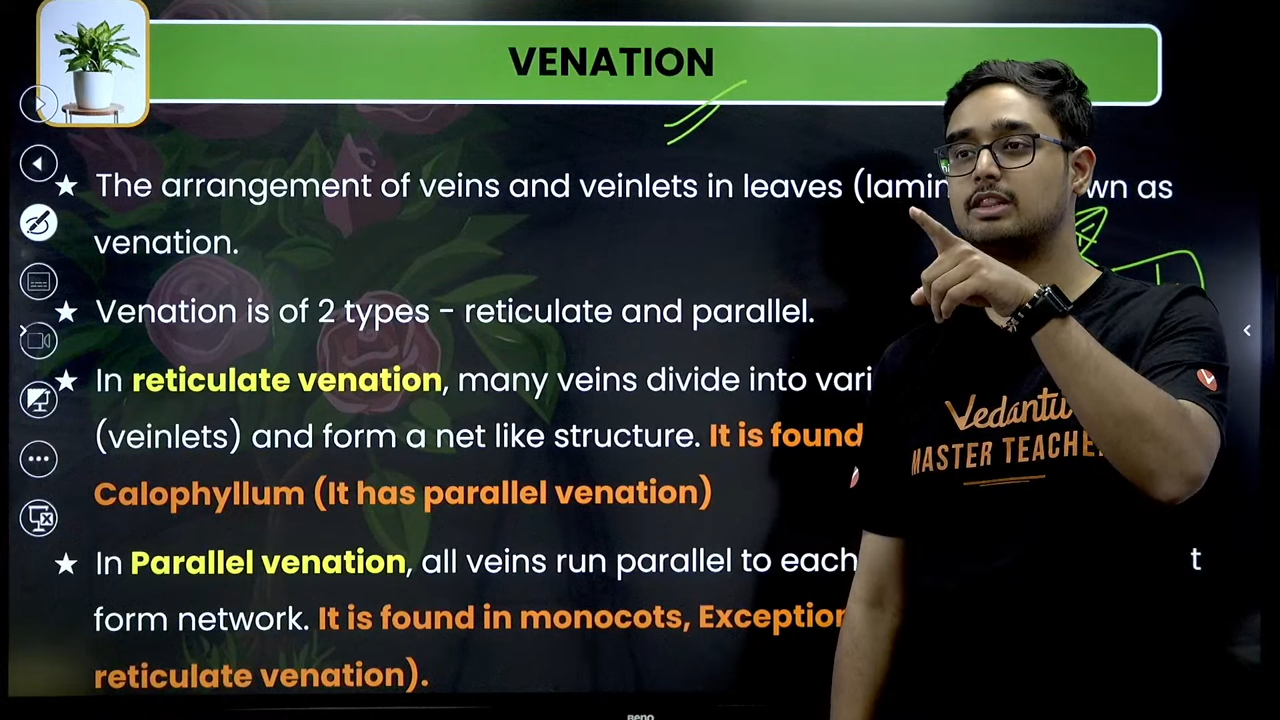 VENATION
★ The arrangement of veins and veinlets in leaves (lamin wn as
venation.
★ Venation is of 2 types - reticulate and parallel.
★ In reticulate venation, many veins divide into vari
(veinlets) and form a net like structure. It is found
Calophyllum (It has parallel venation)
★ In Parallel venation, all veins run parallel to each t
form network. It is found in monocots, Exception
reticulate venation).
Vedantu
MASTER TEACHE
BenQ